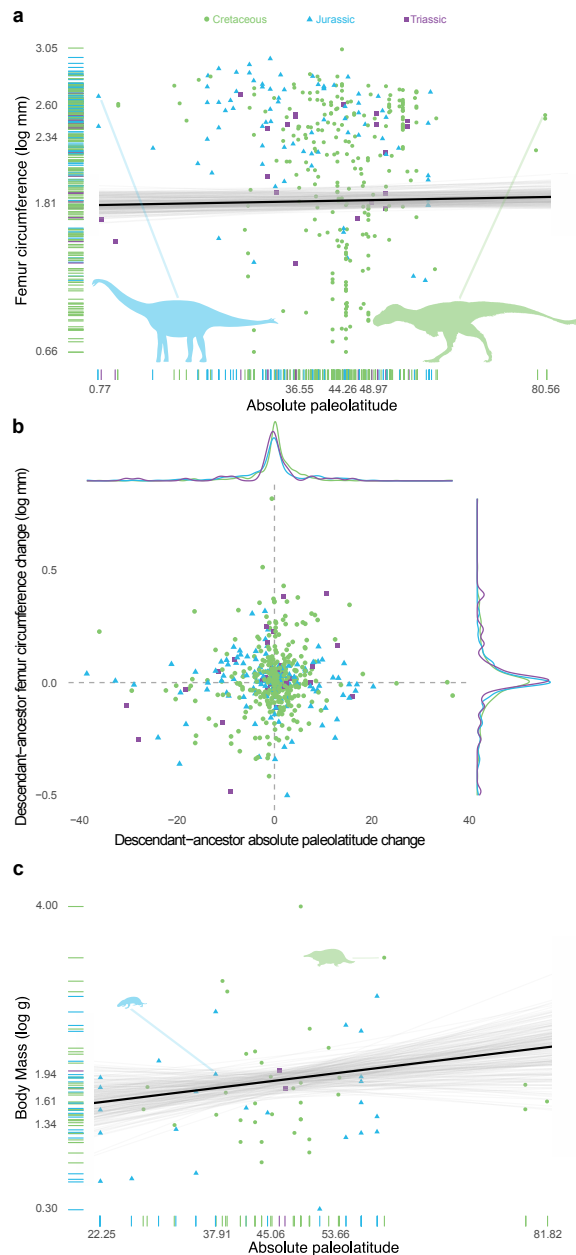 a
Cretaceous Jurassic Triassic
Femur circumference (log mm)
3.05
2.60
2.34
1.81
0.66
0.77 36.55 44.26 48.97 80.56
Absolute paleolatitude
b
Descendant−ancestor femur circumference change (log mm)
0.5
0.0
−0.5
−40 −20 0 20 40
Descendant−ancestor absolute paleolatitude change
c
Body Mass (log g)
4.00
1.94
1.61
1.34
0.30
22.25 37.91 45.06 53.66 81.82
Absolute paleolatitude